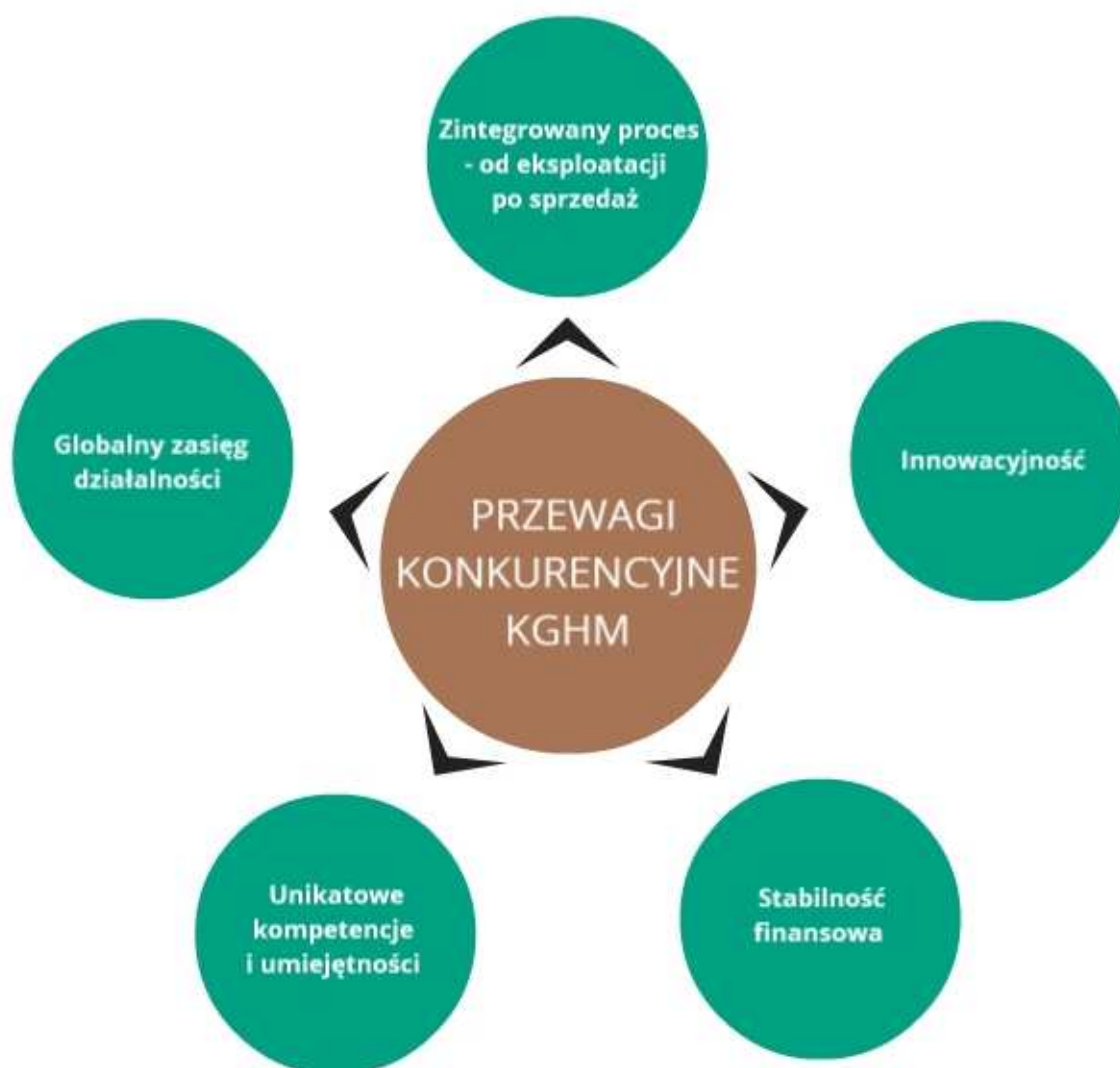 Zintegrowany proces
- od eksploatacji
po sprzedaż
Globalny zasięg
działalności
Innowacyjność
PRZEWAGI
KONKURENCYJNE
KGHM
Unikatowe
kompetencje
i umiejętności
Stabilność
finansowa